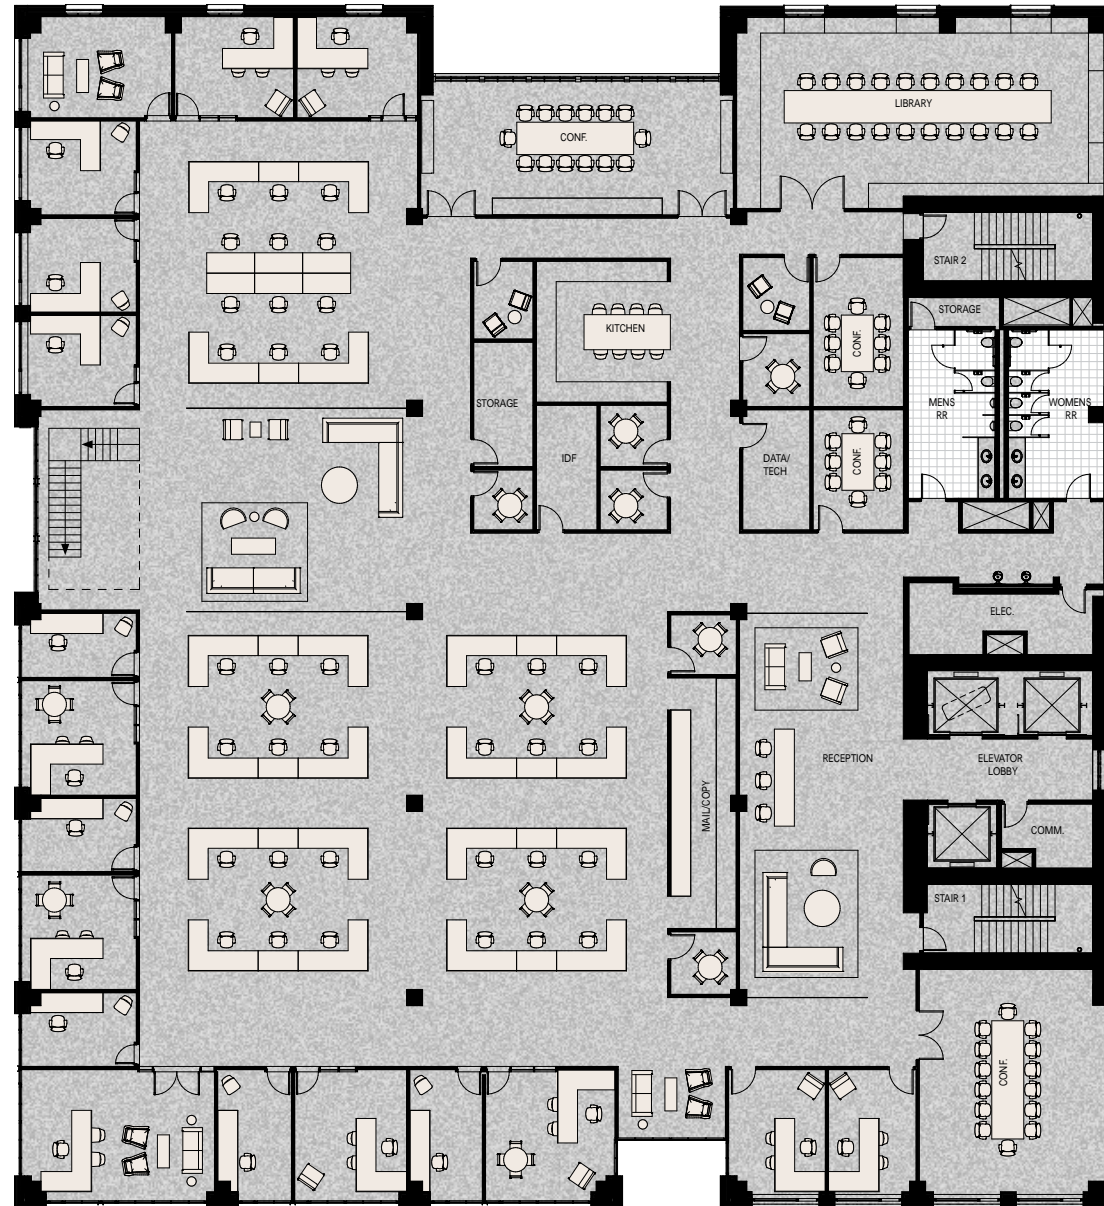 LIBRARY
CONF.
STAIR 2
STORAGE
KITCHEN
CONF.
STORAGE
MENS
RR
WOMENS
RR
IDF
DATA/
TECH
CONF.
ELEC.
RECEPTION
ELEVATOR
LOBBY
MAIL/COPY
COMM.
STAIR 1
CONF.